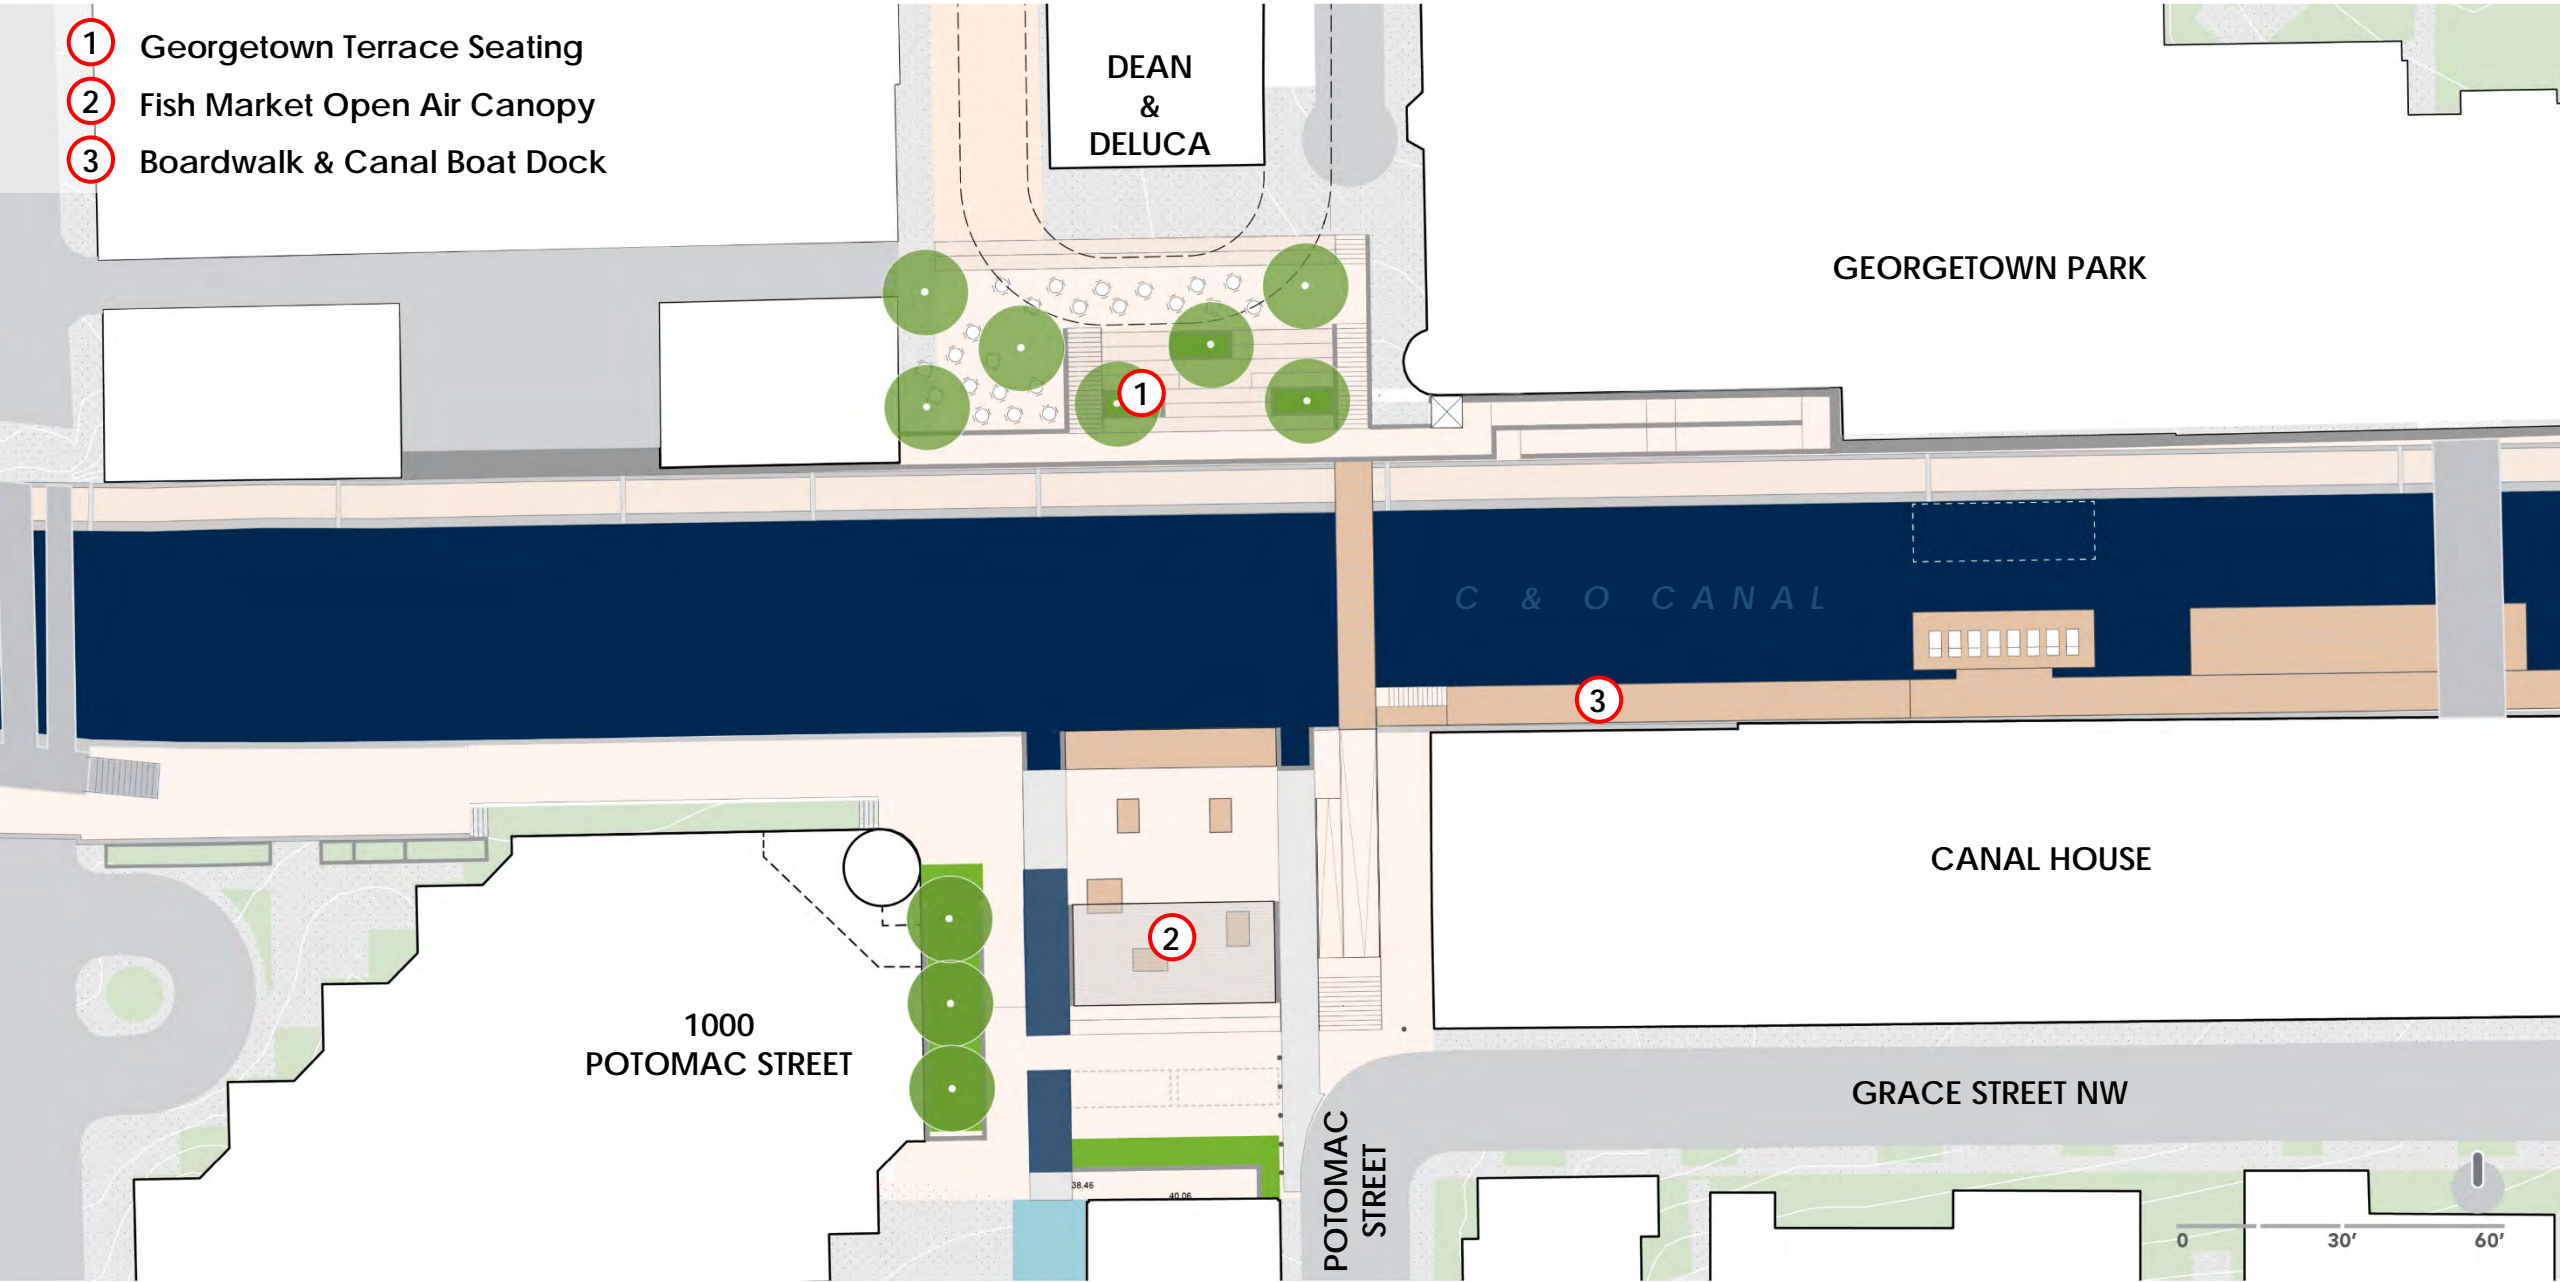 1 Georgetown Terrace Seating
2 Fish Market Open Air Canopy
3 Boardwalk & Canal Boat Dock
DEAN
&
DELUCA
GEORGETOWN PARK
1
C & O CANAL
3
2
CANAL HOUSE
1000
POTOMAC STREET
GRACE STREET NW
POTOMAC
STREET
38.46
40.06
0 30' 60'